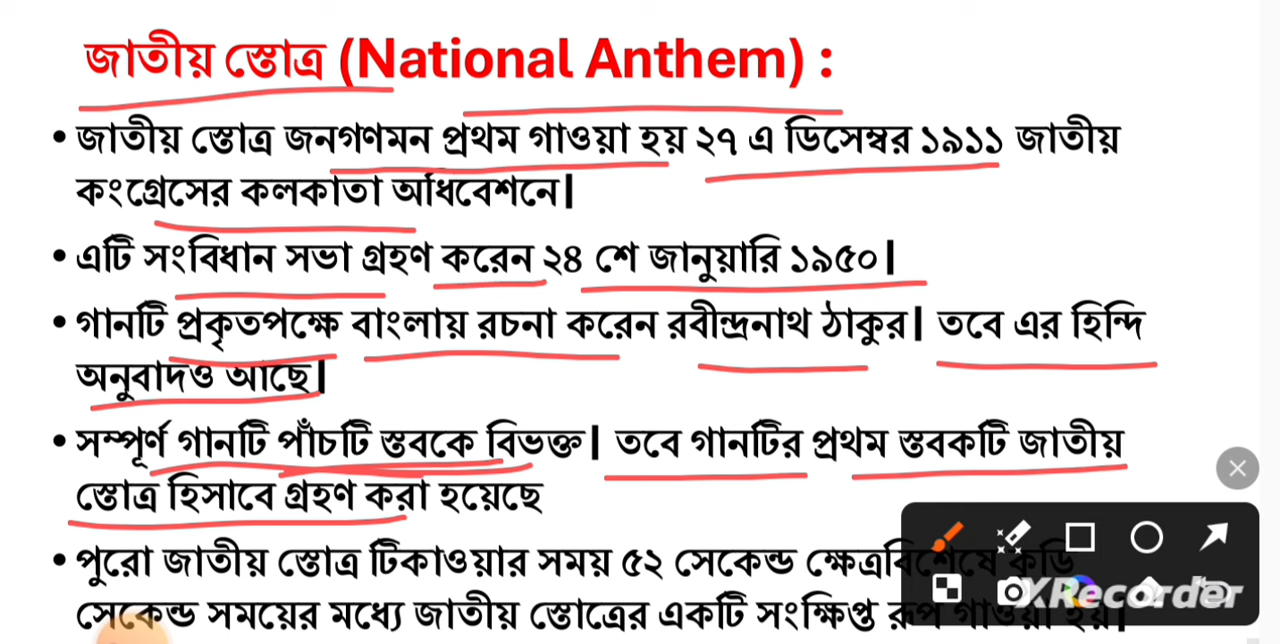 জাতীয় স্তোত্র (National Anthem) :
• জাতীয় স্তোত্র জনগণমন প্রথম গাওয়া হয় ২৭ এ ডিসেম্বর ১৯১১ জাতীয়
কংগ্রেসের কলকাতা অধিবেশনে|
• এটি সংবিধান সভা গ্রহণ করেন ২৪ শে জানুয়ারি ১৯৫০|
• গানটি প্রকৃতপক্ষে বাংলায় রচনা করেন রবীন্দ্রনাথ ঠাকুর| তবে এর হিন্দি
অনুবাদও আছে|
• সম্পূর্ণ গানটি পাঁচটি স্তবকে বিভক্ত| তবে গানটির প্রথম স্তবকটি জাতীয়
স্তোত্র হিসাবে গ্রহণ করা হয়েছে
• পুরো জাতীয় স্তোত্র টিকাওয়ার সময় ৫২ সেকেন্ড ক্ষেত্রবিশেষে কুড়ি
সেকেন্ড সময়ের মধ্যে জাতীয় স্তোত্রের একটি সংক্ষিপ্ত রূপ গাওয়া হয়|
XRecorder